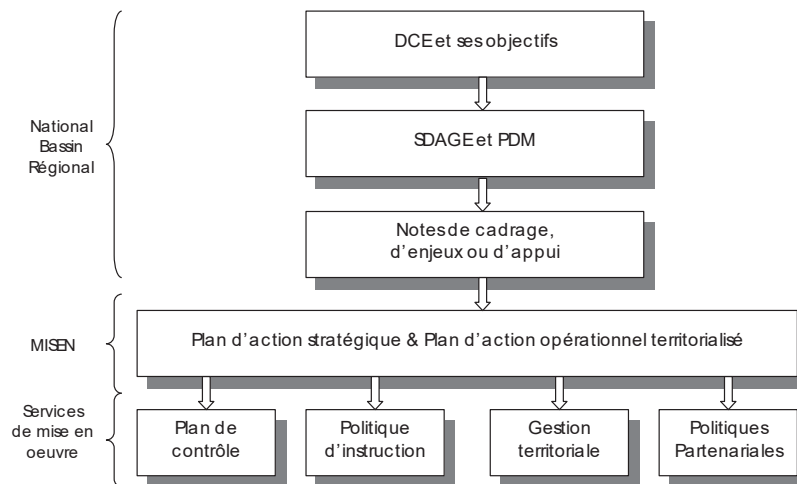 DCE et ses objectifs
National
Bassin
Régional
SDAGE et PDM
Notes de cadrage,
d'enjeux ou d'appui
MISEN
Plan d'action stratégique & Plan d'action opérationnel territorialisé
Services
de mise en
oeuvre
Plan de
contrôle
Politique
d'instruction
Gestion
territoriale
Politiques
Partenariales